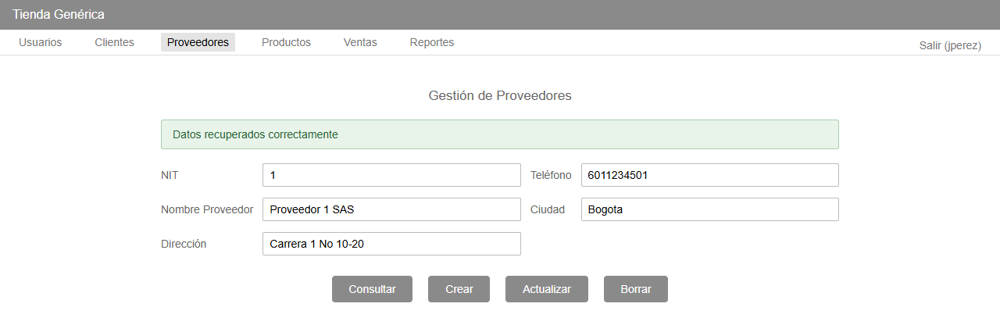 Tienda Genérica
Usuarios Clientes Proveedores Productos Ventas Reportes Salir (jperez)
Gestión de Proveedores
Datos recuperados correctamente
NIT 1 Teléfono 6011234501
Nombre Proveedor Proveedor 1 SAS Ciudad Bogota
Dirección Carrera 1 No 10-20
Consultar Crear Actualizar Borrar